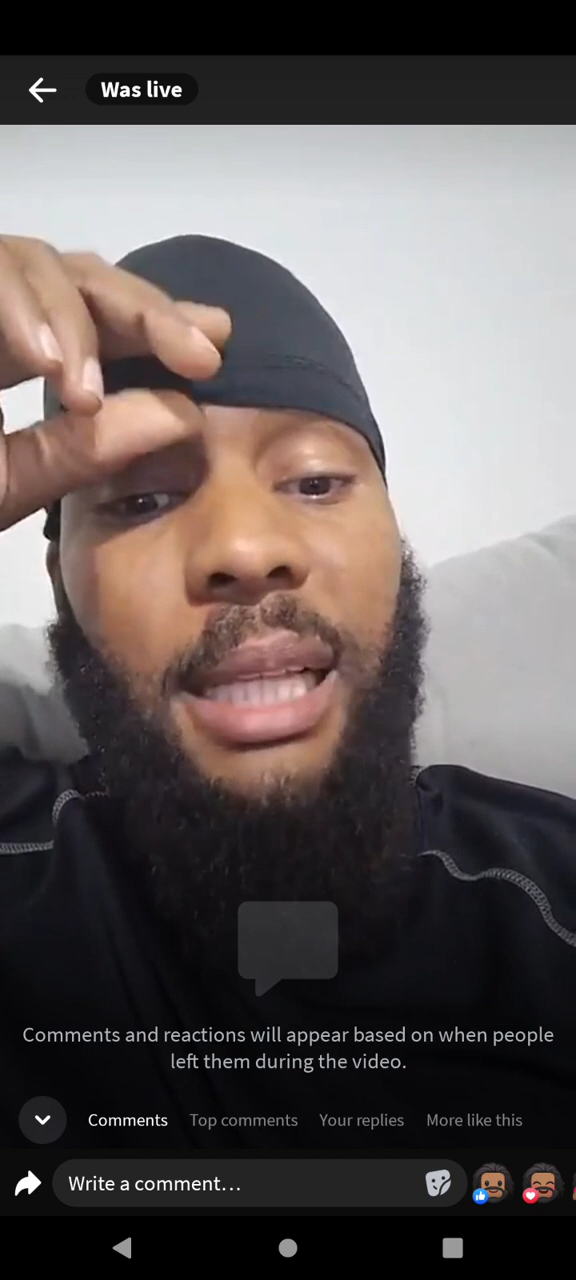 Was live
Comments and reactions will appear based on when people
left them during the video.
Comments Top comments Your replies More like this
Write a comment…